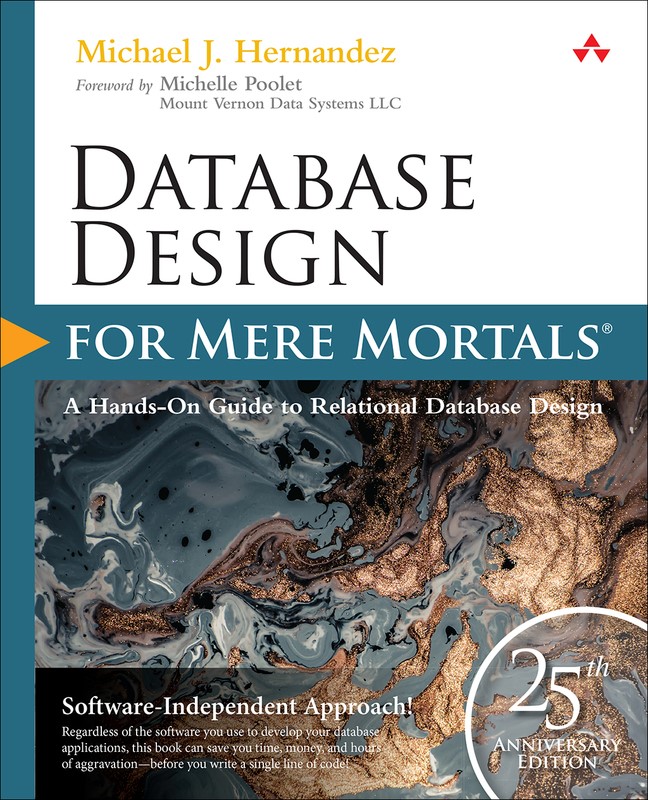 Michael J. Hernandez
Foreword by Michelle Poolet
Mount Vernon Data Systems LLC
DATABASE
DESIGN
FOR MERE MORTALS®
A Hands-On Guide to Relational Database Design
Software-Independent Approach!
Regardless of the software you use to develop your database
applications, this book can save you time, money, and hours
of aggravation—before you write a single line of code!
25th
ANNIVERSARY
EDITION